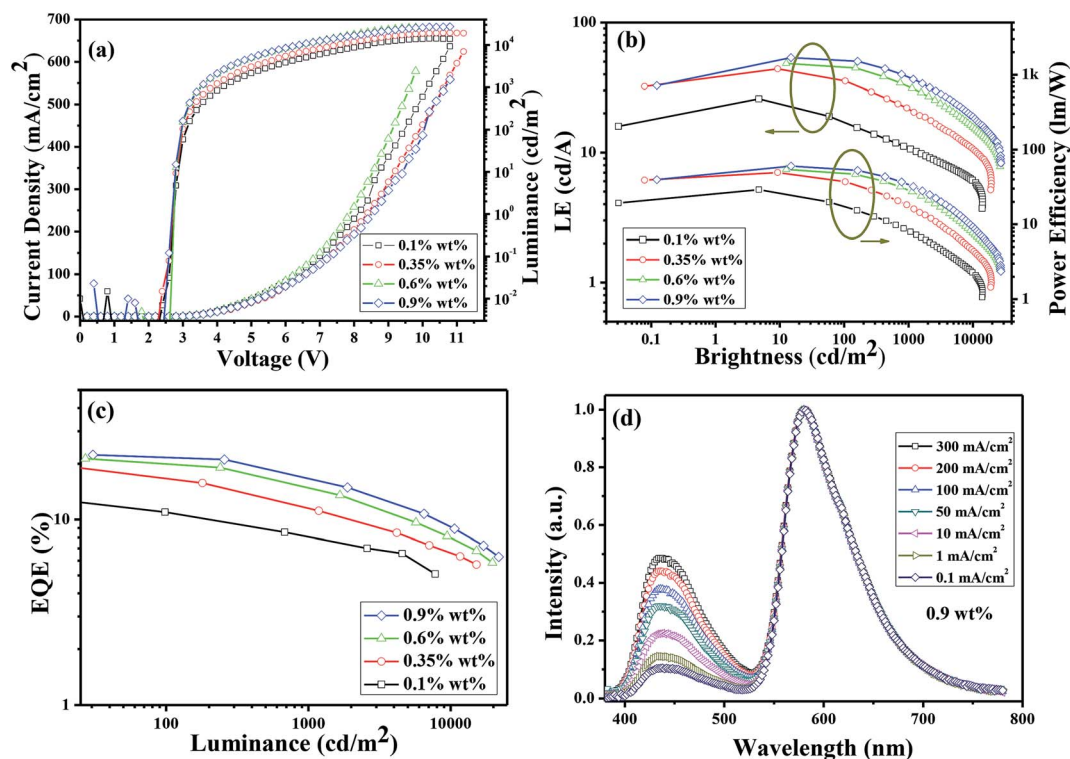 (a)
Current Density (mA/cm²)
700
600
500
400
300
200
100
0
0 1 2 3 4 5 6 7 8 9 10 11
Voltage (V)
Luminance (cd/m²)
10⁴
10³
10²
10¹
10⁰
10⁻¹
10⁻²
0.1% wt%
0.35% wt%
0.6% wt%
0.9% wt%
(b)
LE (cd/A)
100
10
1
0.1 1 10 100 1000 10000
Brightness (cd/m²)
Power Efficiency (lm/W)
1k
100
10
1
0.1% wt%
0.35% wt%
0.6% wt%
0.9% wt%
(c)
EQE (%)
10
1
100 1000 10000
Luminance (cd/m²)
0.9% wt%
0.6% wt%
0.35% wt%
0.1% wt%
(d)
Intensity (a.u.)
1.0
0.8
0.6
0.4
0.2
0.0
400 500 600 700 800
Wavelength (nm)
300 mA/cm²
200 mA/cm²
100 mA/cm²
50 mA/cm²
10 mA/cm²
1 mA/cm²
0.1 mA/cm²
0.9 wt%